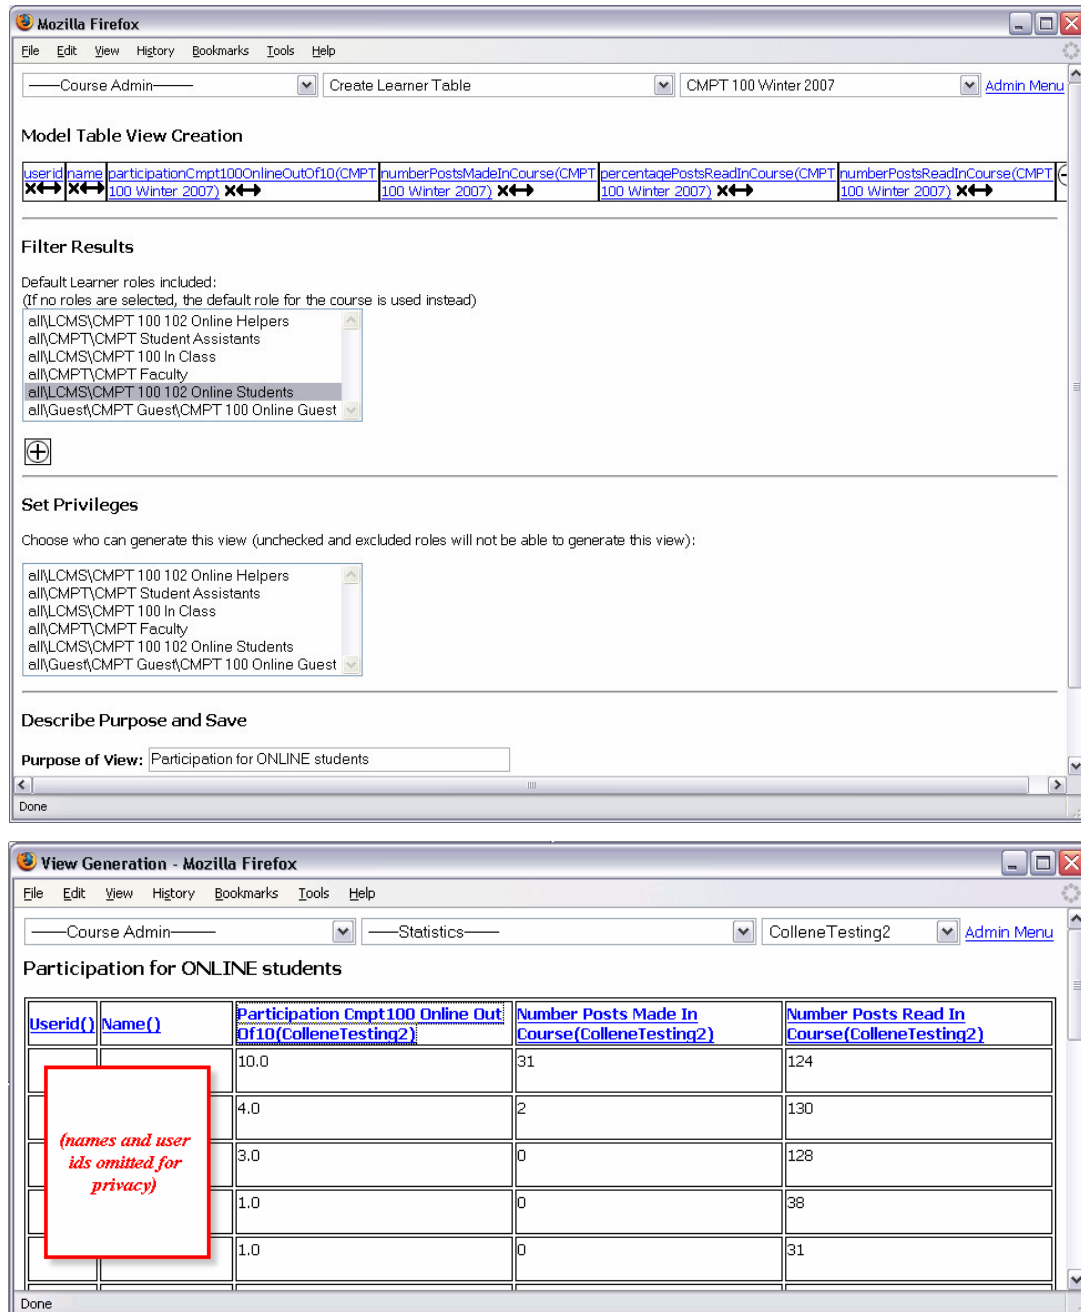 Mozilla Firefox
File Edit View History Bookmarks Tools Help
——Course Admin—— Create Learner Table CMPT 100 Winter 2007 Admin Menu
Model Table View Creation
userid name participationCmpt100OnlineOutOf10(CMPT numberPostsMadeInCourse(CMPT percentagePostsReadInCourse(CMPT numberPostsReadInCourse(CMPT
100 Winter 2007) 100 Winter 2007) 100 Winter 2007) 100 Winter 2007)
Filter Results
Default Learner roles included:
(If no roles are selected, the default role for the course is used instead)
all\LCMS\CMPT 100 102 Online Helpers
all\CMPT\CMPT Student Assistants
all\LCMS\CMPT 100 In Class
all\CMPT\CMPT Faculty
all\LCMS\CMPT 100 102 Online Students
all\Guest\CMPT Guest\CMPT 100 Online Guest
Set Privileges
Choose who can generate this view (unchecked and excluded roles will not be able to generate this view):
all\LCMS\CMPT 100 102 Online Helpers
all\CMPT\CMPT Student Assistants
all\LCMS\CMPT 100 In Class
all\CMPT\CMPT Faculty
all\LCMS\CMPT 100 102 Online Students
all\Guest\CMPT Guest\CMPT 100 Online Guest
Describe Purpose and Save
Purpose of View: Participation for ONLINE students
Done
View Generation - Mozilla Firefox
File Edit View History Bookmarks Tools Help
——Course Admin—— ——Statistics—— ColleneTesting2 Admin Menu
Participation for ONLINE students
Userid() Name() Participation Cmpt100 Online Out Number Posts Made In Number Posts Read In
Of10(ColleneTesting2) Course(ColleneTesting2) Course(ColleneTesting2)
10.0 31 124
4.0 2 130
(names and user
ids omitted for
privacy)
3.0 0 128
1.0 0 38
1.0 0 31
Done